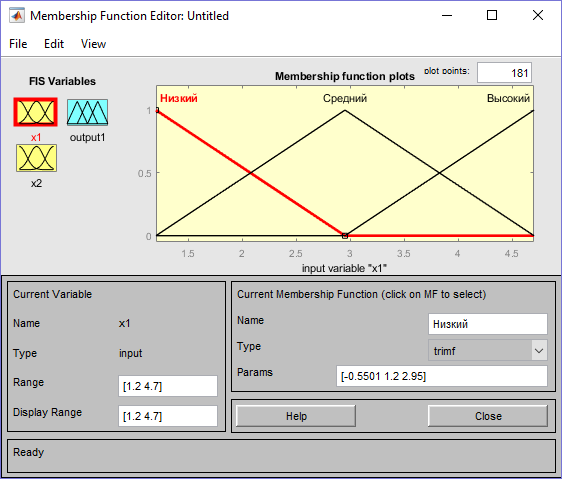 Membership Function Editor: Untitled
File Edit View
FIS Variables
Membership function plots
plot points:
181
Низкий
Средний
Высокий
x1
output1
x2
1
0.5
0
1.5 2 2.5 3 3.5 4 4.5
input variable "x1"
Current Variable
Name x1
Type input
Range [1.2 4.7]
Display Range [1.2 4.7]
Current Membership Function (click on MF to select)
Name Низкий
Type trimf
Params [-0.5501 1.2 2.95]
Help Close
Ready